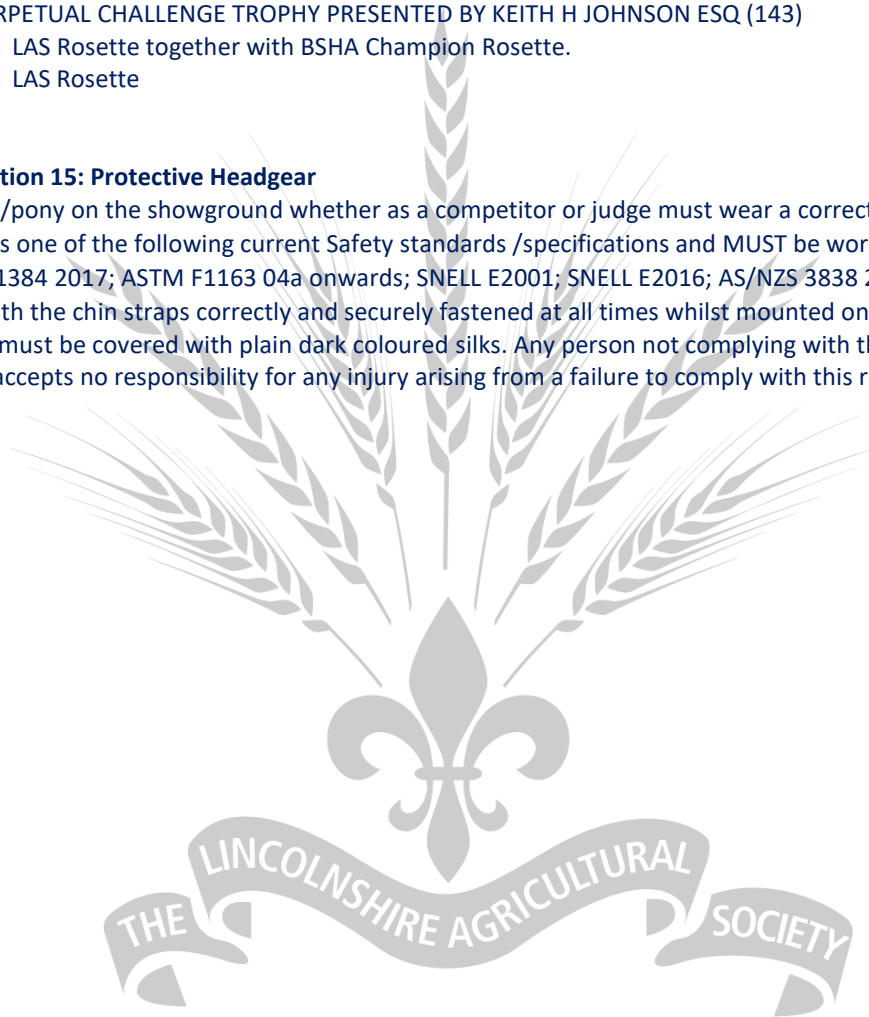 RPETUAL CHALLENGE TROPHY PRESENTED BY KEITH H JOHNSON ESQ (143)
LAS Rosette together with BSHA Champion Rosette.
LAS Rosette
tion 15: Protective Headgear
/pony on the showground whether as a competitor or judge must wear a correct
s one of the following current Safety standards /specifications and MUST be wor
1384 2017; ASTM F1163 04a onwards; SNELL E2001; SNELL E2016; AS/NZS 3838 2
th the chin straps correctly and securely fastened at all times whilst mounted on
must be covered with plain dark coloured silks. Any person not complying with th
accepts no responsibility for any injury arising from a failure to comply with this r
THE LINCOLNSHIRE AGRICULTURAL SOCIETY